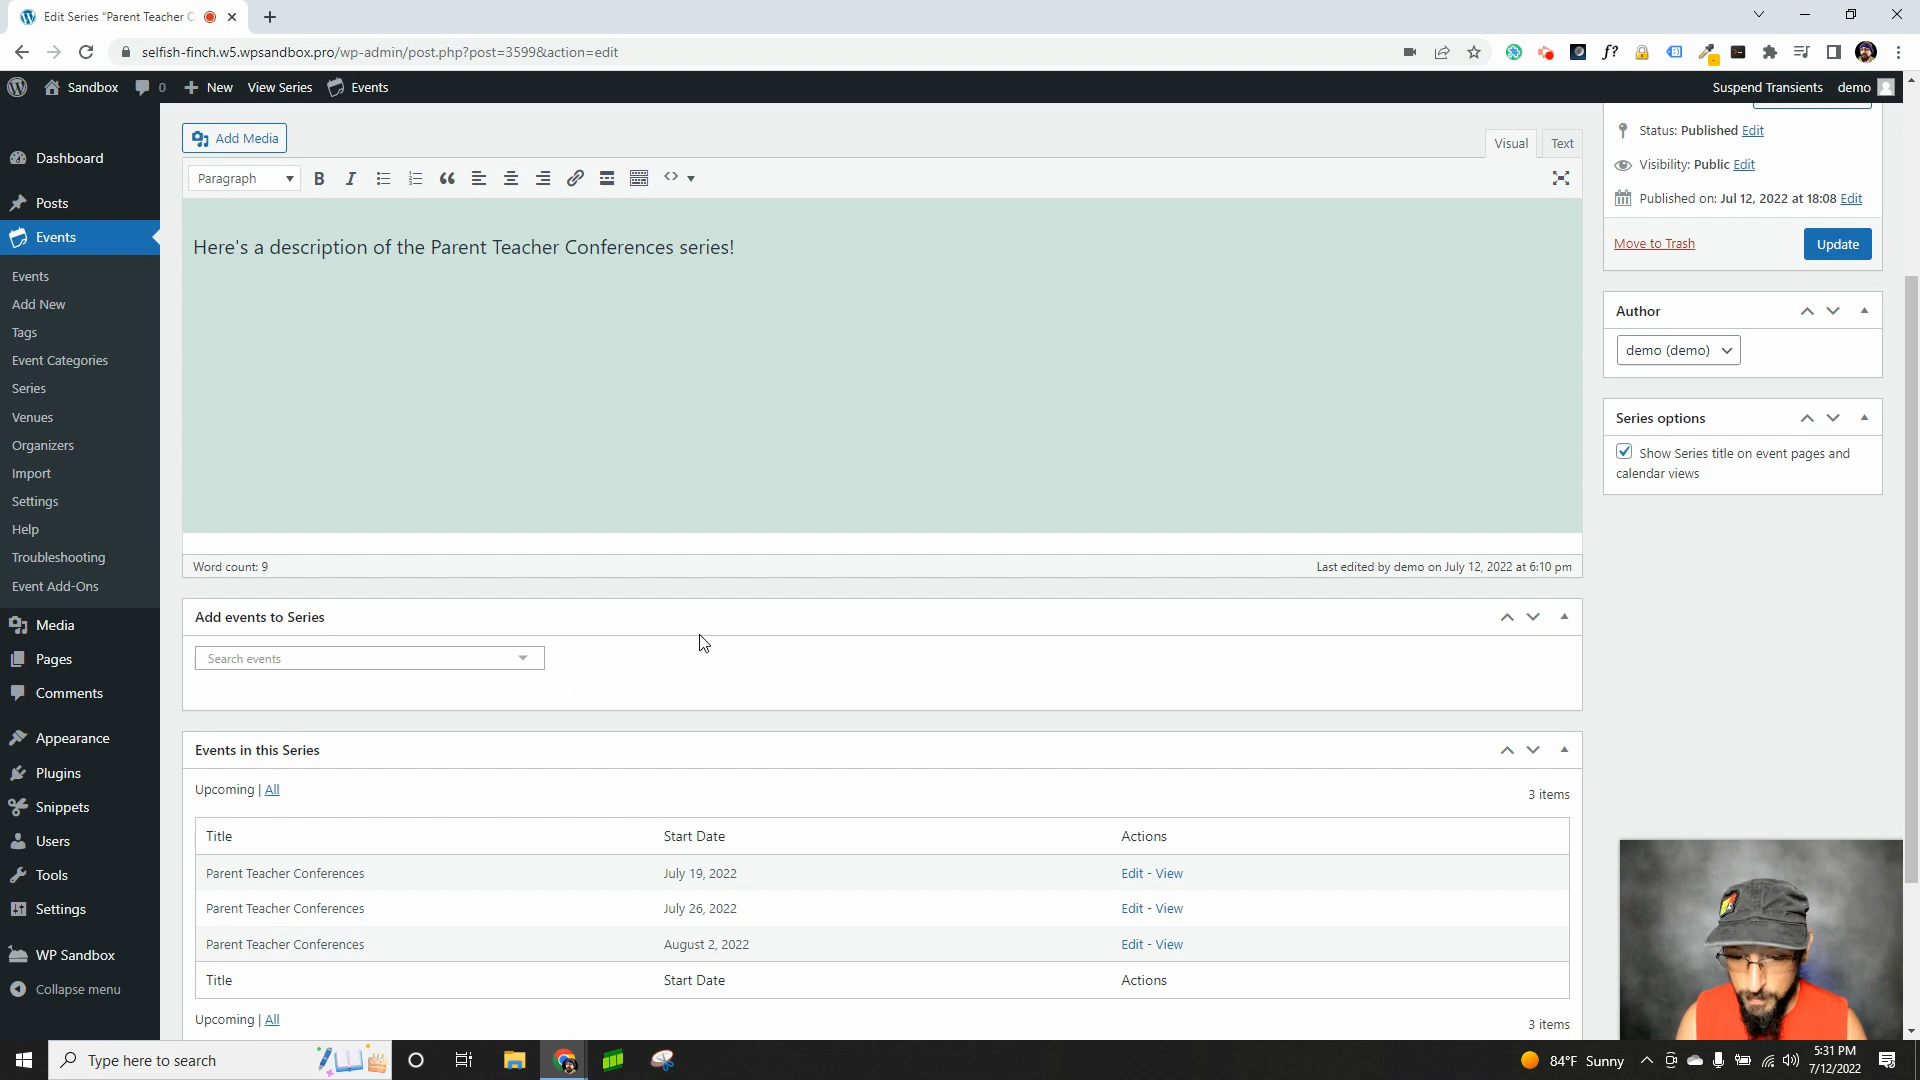 Edit Series “Parent Teacher C
selfish-finch.w5.wpsandbox.pro/wp-admin/post.php?post=3599&action=edit
Sandbox
0
New
View Series
Events
Suspend Transients
demo
Dashboard
Posts
Events
Events
Add New
Tags
Event Categories
Series
Venues
Organizers
Import
Settings
Help
Troubleshooting
Event Add-Ons
Media
Pages
Comments
Appearance
Plugins
Snippets
Users
Tools
Settings
WP Sandbox
Collapse menu
Add Media
Visual
Text
Paragraph
Here's a description of the Parent Teacher Conferences series!
Word count: 9
Last edited by demo on July 12, 2022 at 6:10 pm
Add events to Series
Search events
Events in this Series
Upcoming | All
3 items
Title Start Date Actions
Parent Teacher Conferences July 19, 2022 Edit - View
Parent Teacher Conferences July 26, 2022 Edit - View
Parent Teacher Conferences August 2, 2022 Edit - View
Title Start Date Actions
Upcoming | All
3 items
Status: Published Edit
Visibility: Public Edit
Published on: Jul 12, 2022 at 18:08 Edit
Move to Trash
Update
Author
demo (demo)
Series options
Show Series title on event pages and
calendar views
Type here to search
84°F Sunny
5:31 PM
7/12/2022